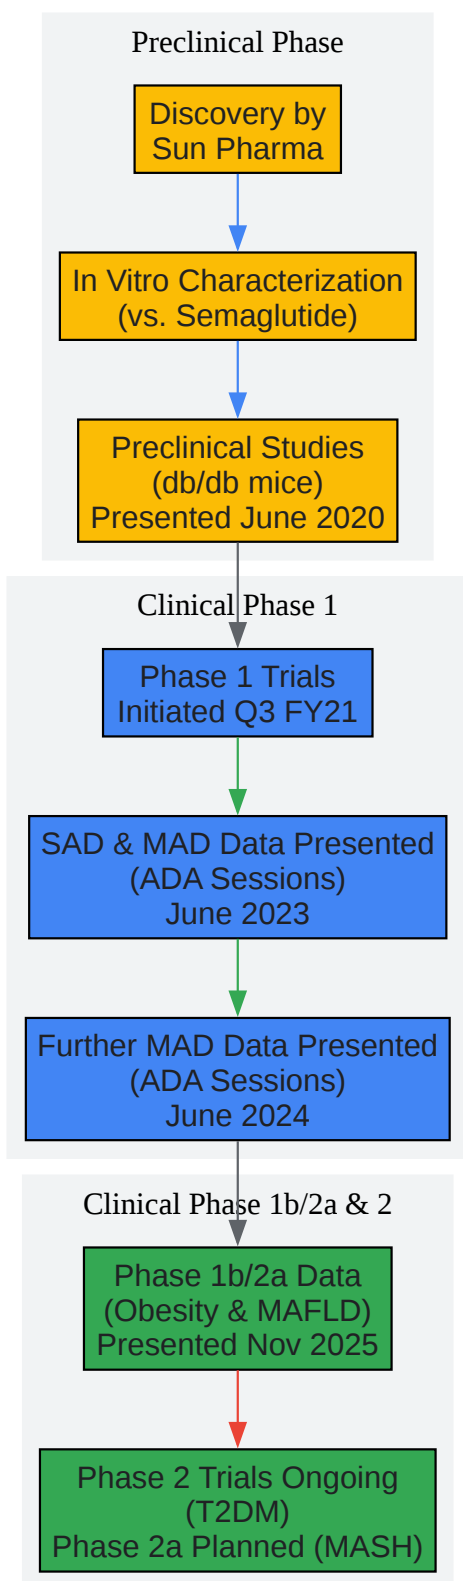 Preclinical Phase
Discovery by
Sun Pharma
In Vitro Characterization
(vs. Semaglutide)
Preclinical Studies
(db/db mice)
Presented June 2020
Clinical Phase 1
Phase 1 Trials
Initiated Q3 FY21
SAD & MAD Data Presented
(ADA Sessions)
June 2023
Further MAD Data Presented
(ADA Sessions)
June 2024
Clinical Phase 1b/2a & 2
Phase 1b/2a Data
(Obesity & MAFLD)
Presented Nov 2025
Phase 2 Trials Ongoing
(T2DM)
Phase 2a Planned (MASH)